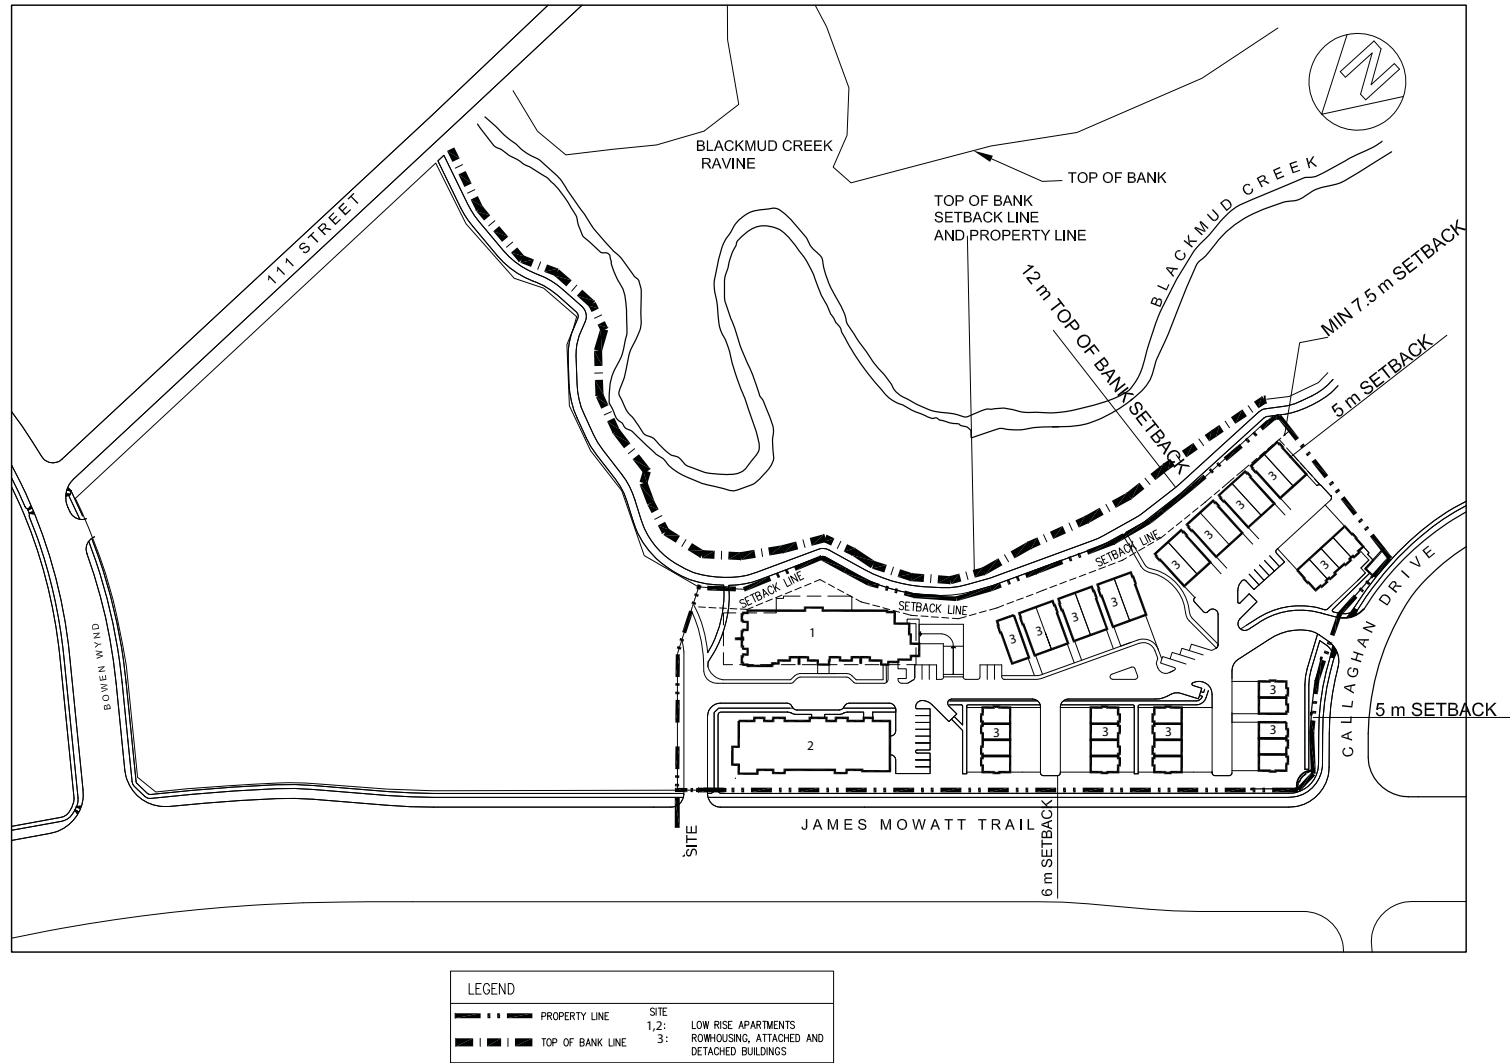 N
BLACKMUD CREEK
RAVINE
TOP OF BANK
TOP OF BANK
SETBACK LINE
AND PROPERTY LINE
BLACKMUD CREEK
111 STREET
12 m TOP OF BANK SETBACK
MIN 7.5 m SETBACK
5 m SETBACK
SETBACK LINE
SETBACK LINE
SETBACK LINE
BOWEN WYND
CALLAGHAN DRIVE
5 m SETBACK
3
3
3
3
3
3
3
3
3
1
3
3
2
3
3
3
JAMES MOWATT TRAIL
6 m SETBACK
SITE
LEGEND
PROPERTY LINE
TOP OF BANK LINE
SITE
1,2: LOW RISE APARTMENTS
3: ROWHOUSING, ATTACHED AND
DETACHED BUILDINGS